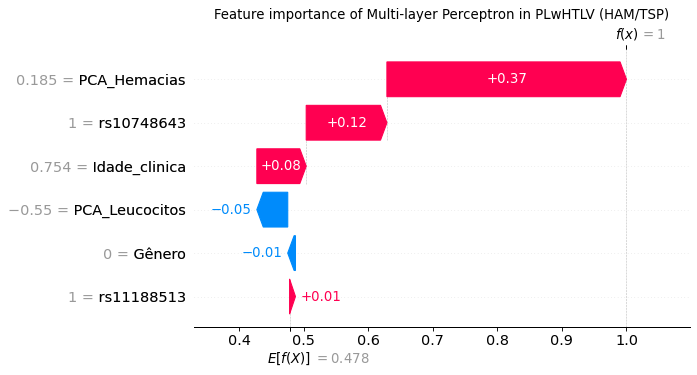 Feature importance of Multi-layer Perceptron in PLwHTLV (HAM/TSP)
f(x) = 1
0.185 = PCA_Hemacias
+0.37
1 = rs10748643
+0.12
0.754 = Idade_clinica
+0.08
−0.55 = PCA_Leucocitos
−0.05
0 = Gênero
−0.01
1 = rs11188513
+0.01
0.4 0.5 0.6 0.7 0.8 0.9 1.0
E[f(X)] = 0.478